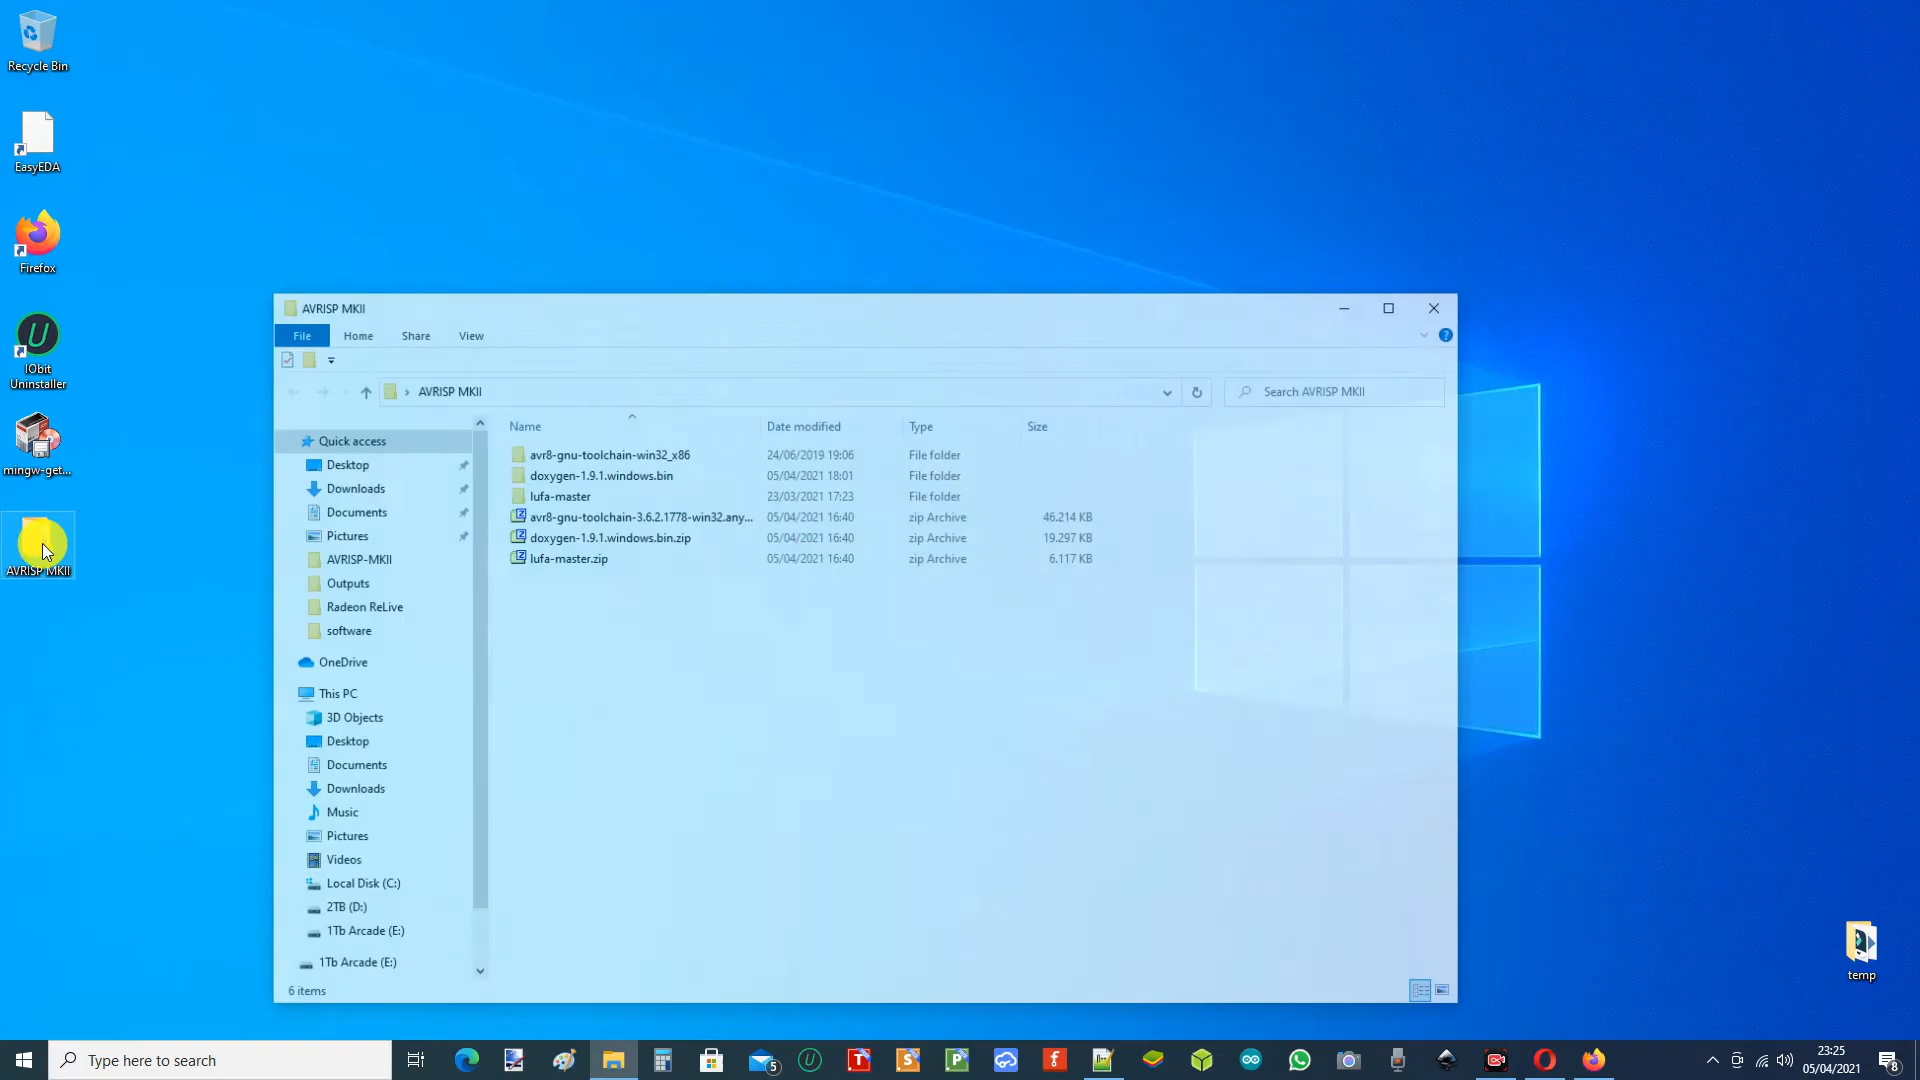 Recycle Bin
EasyEDA
Firefox
IObit
Uninstaller
mingw-get...
AVRISP MKII
AVRISP MKII
File Home Share View
AVRISP MKII
Search AVRISP MKII
Name Date modified Type Size
avr8-gnu-toolchain-win32_x86 24/06/2019 19:06 File folder
doxygen-1.9.1.windows.bin 05/04/2021 18:01 File folder
lufa-master 23/03/2021 17:23 File folder
avr8-gnu-toolchain-3.6.2.1778-win32.any... 05/04/2021 16:40 zip Archive 46.214 KB
doxygen-1.9.1.windows.bin.zip 05/04/2021 16:40 zip Archive 19.297 KB
lufa-master.zip 05/04/2021 16:40 zip Archive 6.117 KB
Quick access
Desktop
Downloads
Documents
Pictures
AVRISP-MKII
Outputs
Radeon ReLive
software
OneDrive
This PC
3D Objects
Desktop
Documents
Downloads
Music
Pictures
Videos
Local Disk (C:)
2TB (D:)
1Tb Arcade (E:)
1Tb Arcade (E:)
6 items
temp
Type here to search
5
23:25
05/04/2021
8